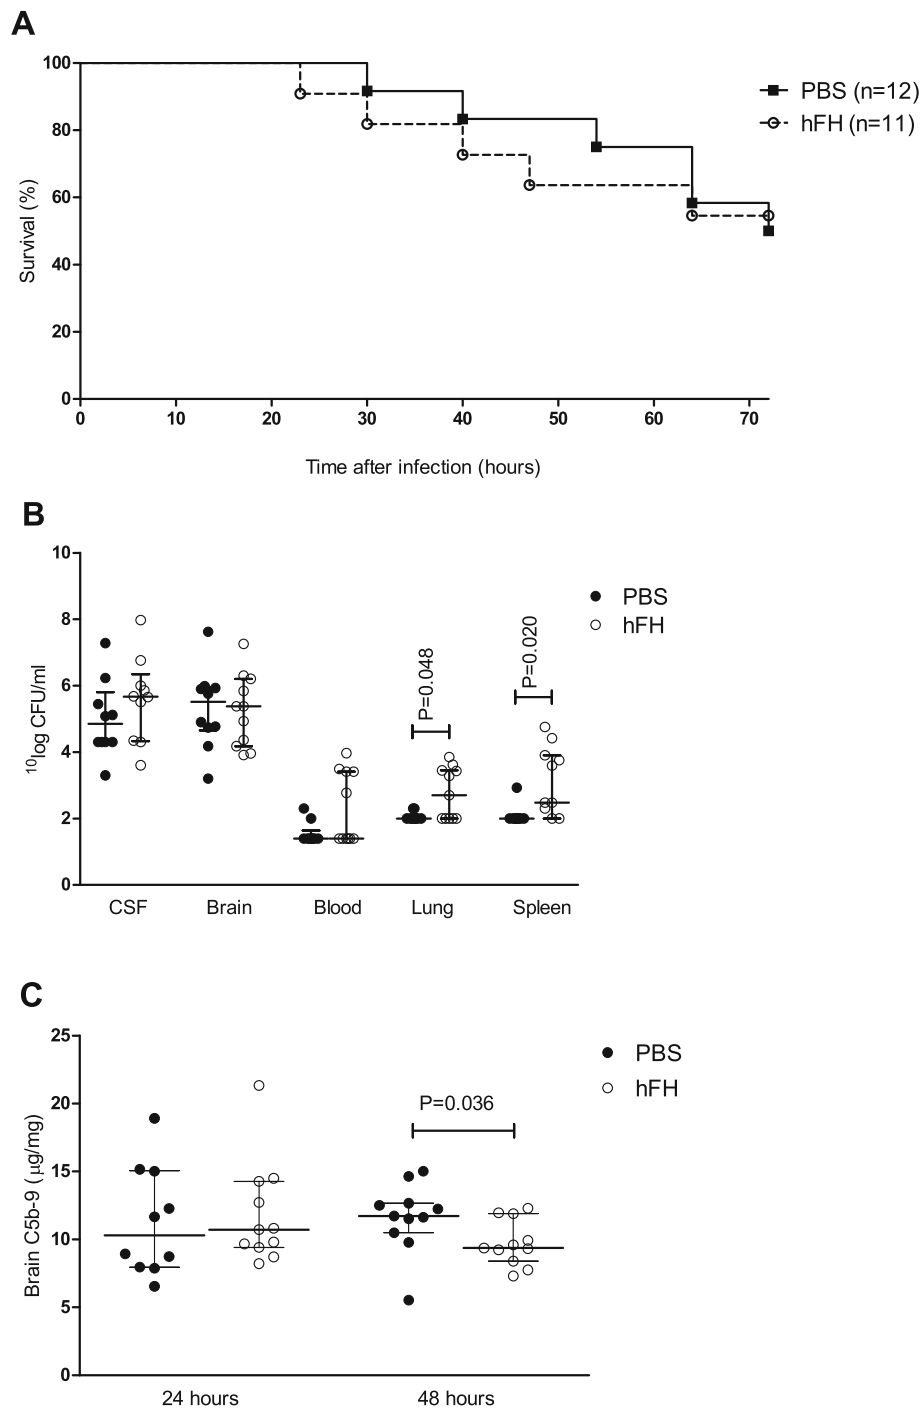 A
100
80
60
40
20
0
Survival (%)
0 10 20 30 40 50 60 70
Time after infection (hours)
PBS (n=12)
hFH (n=11)
B
10
8
6
4
2
0
10log CFU/ml
P=0.048
P=0.020
PBS
hFH
CSF Brain Blood Lung Spleen
C
25
20
15
10
5
0
Brain C5b-9 (μg/mg)
P=0.036
PBS
hFH
24 hours 48 hours